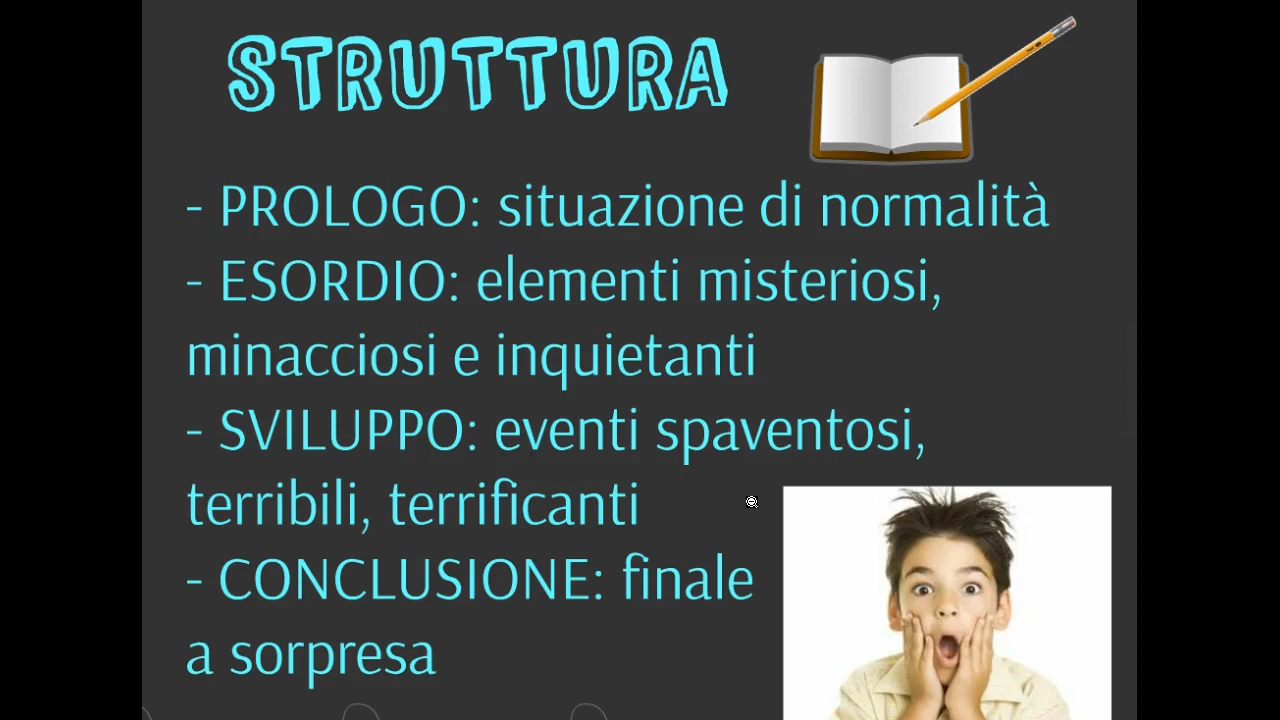 STRUTTURA
- PROLOGO: situazione di normalità
- ESORDIO: elementi misteriosi,
minacciosi e inquietanti
- SVILUPPO: eventi spaventosi,
terribili, terrificanti
- CONCLUSIONE: finale
a sorpresa